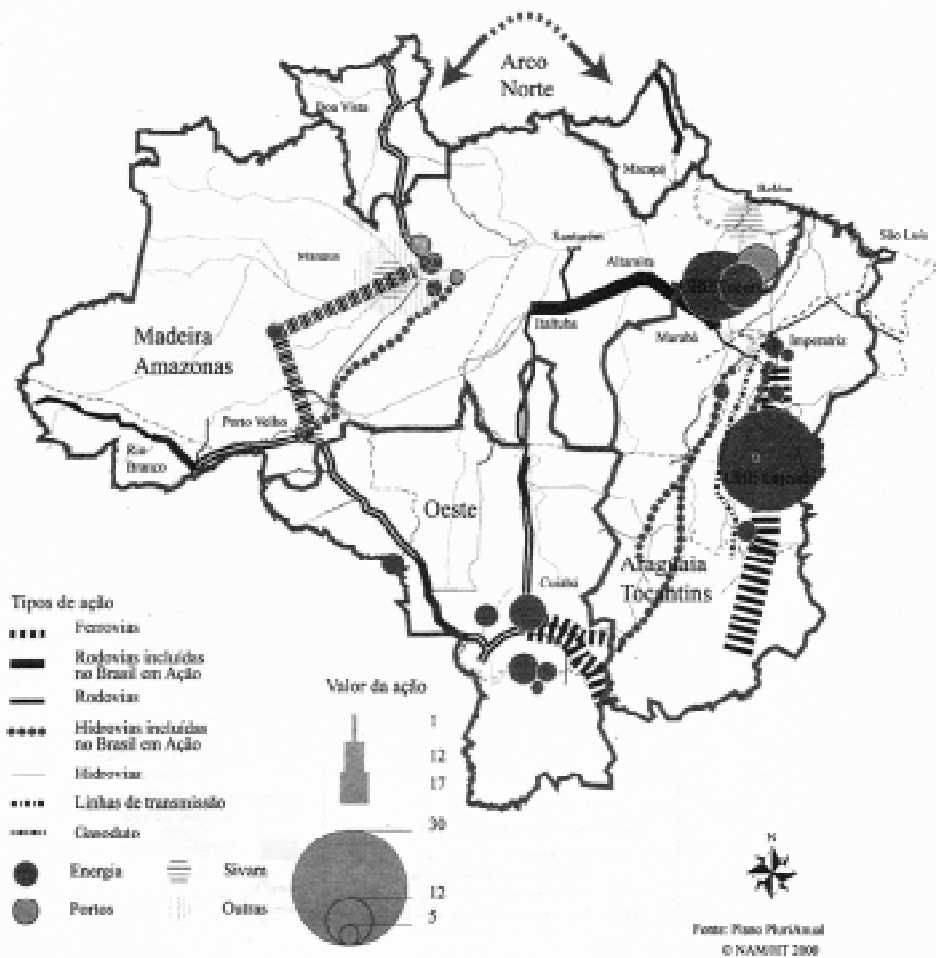 Arco
Norte
Boa Vista
Macapá
Belém
São Luís
Santarém
Manaus
Altamira
Itaituba
Marabá
Imperatriz
Madeira
Amazonas
Porto Velho
Rio
Branco
Oeste
Cuiabá
Araguaia
Tocantins
Tipos de ação
Ferrovias
Rodovias incluídas
no Brasil em Ação
Rodovias
Hidrovias incluídas
no Brasil em Ação
Hidrovias
Linhas de transmissão
Gasoduto
Energia
Sivam
Portos
Outras
Valor da ação
1
12
17
30
12
5
N
Fonte: Plano PluriAnual
2000